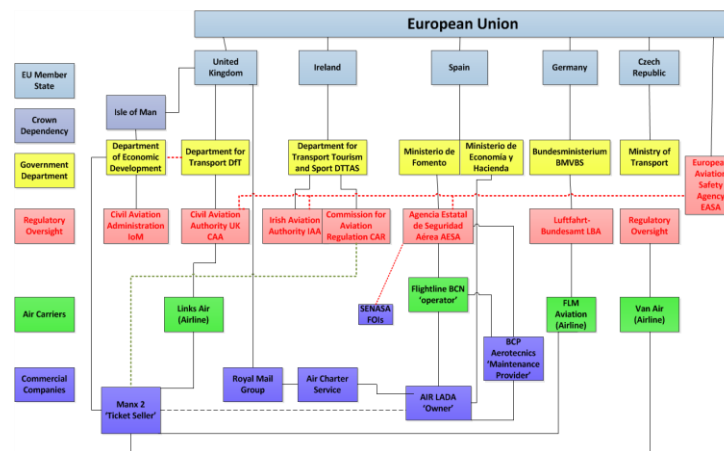 European Union
EU Member
State
United
Kingdom
Ireland
Spain
Germany
Czech
Republic
Crown
Dependency
Isle of Man
Government
Department
Department
of Economic
Development
Department for
Transport DfT
Department for
Transport Tourism
and Sport DTTAS
Ministerio de
Fomento
Ministerio de
Economia y
Hacienda
Bundesministerium
BMVBS
Ministry of
Transport
European
Aviation
Safety
Agency
EASA
Regulatory
Oversight
Civil Aviation
Administration
IoM
Civil Aviation
Authority UK
CAA
Irish Aviation
Authority IAA
Commission for
Aviation
Regulation CAR
Agencia Estatal
de Seguridad
Aérea AESA
Luftfahrt-
Bundesamt LBA
Regulatory
Oversight
Air Carriers
Links Air
(Airline)
SENASA
FOIs
Flightline BCN
‘operator’
FLM
Aviation
(Airline)
Van Air
(Airline)
Commercial
Companies
Manx 2
‘Ticket Seller’
Royal Mail
Group
Air Charter
Service
AIR LADA
‘Owner’
BCP
Aerotecnics
‘Maintenance
Provider’